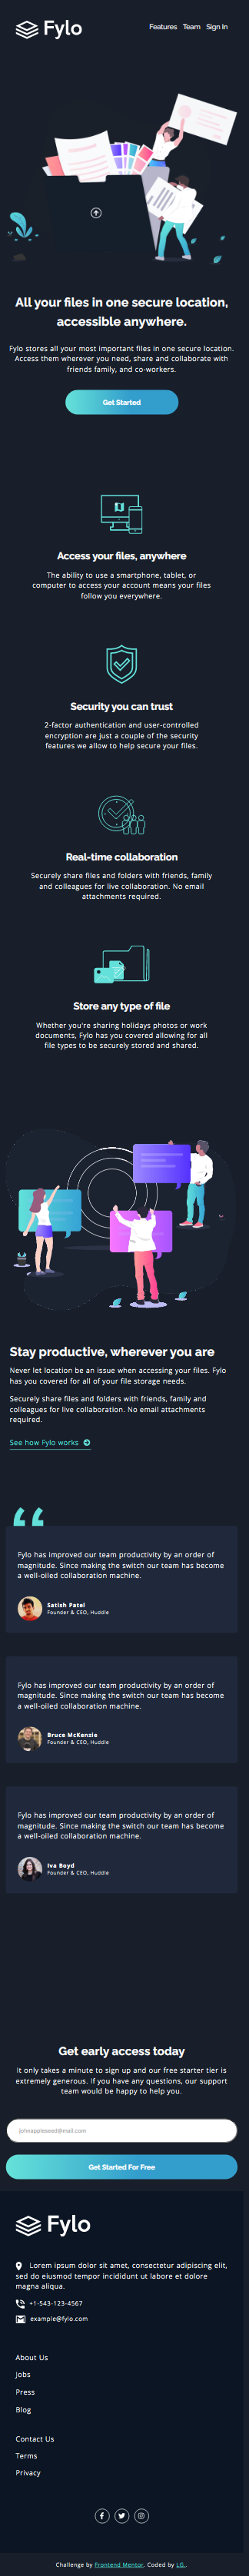 Fylo
Features Team Sign In
All your files in one secure location,
accessible anywhere.
Fylo stores all your most important files in one secure location.
Access them wherever you need, share and collaborate with
friends family, and co-workers.
Get Started
Access your files, anywhere
The ability to use a smartphone, tablet, or
computer to access your account means your files
follow you everywhere.
Security you can trust
2-factor authentication and user-controlled
encryption are just a couple of the security
features we allow to help secure your files.
Real-time collaboration
Securely share files and folders with friends, family
and colleagues for live collaboration. No email
attachments required.
Store any type of file
Whether you're sharing holidays photos or work
documents, Fylo has you covered allowing for all
file types to be securely stored and shared.
Stay productive, wherever you are
Never let location be an issue when accessing your files. Fylo
has you covered for all of your file storage needs.
Securely share files and folders with friends, family and
colleagues for live collaboration. No email attachments
required.
See how Fylo works
“
Fylo has improved our team productivity by an order of
magnitude. Since making the switch our team has become
a well-oiled collaboration machine.
Satish Patel
Founder & CEO, Huddle
Fylo has improved our team productivity by an order of
magnitude. Since making the switch our team has become
a well-oiled collaboration machine.
Bruce McKenzie
Founder & CEO, Huddle
Fylo has improved our team productivity by an order of
magnitude. Since making the switch our team has become
a well-oiled collaboration machine.
Iva Boyd
Founder & CEO, Huddle
Get early access today
It only takes a minute to sign up and our free starter tier is
extremely generous. If you have any questions, our support
team would be happy to help you.
johnappleseed@mail.com
Get Started For Free
Fylo
Lorem ipsum dolor sit amet, consectetur adipiscing elit,
sed do eiusmod tempor incididunt ut labore et dolore
magna aliqua.
+1-543-123-4567
example@fylo.com
About Us
Jobs
Press
Blog
Contact Us
Terms
Privacy
Challenge by Frontend Mentor. Coded by LG.